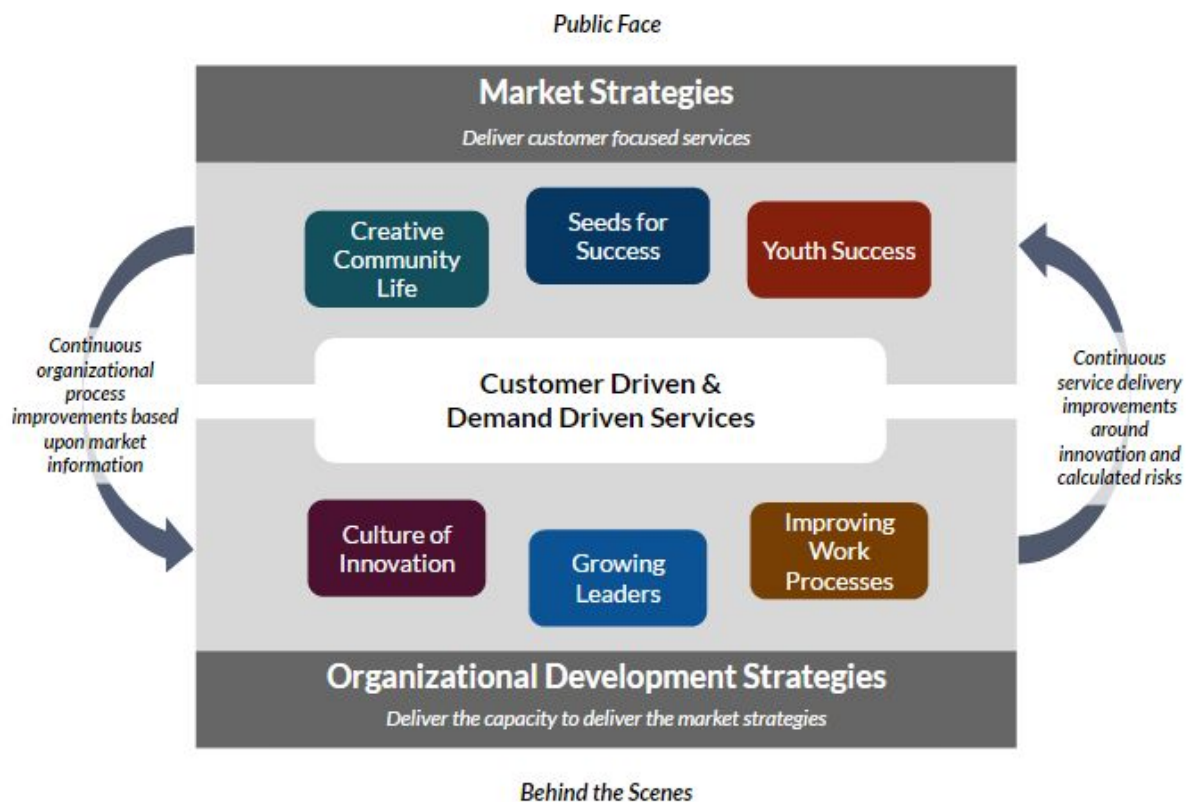 Public Face
Market Strategies
Deliver customer focused services
Creative
Community
Life
Seeds for
Success
Youth Success
Continuous
organizational
process
improvements based
upon market
information
Customer Driven &
Demand Driven Services
Continuous
service delivery
improvements
around
innovation and
calculated risks
Culture of
Innovation
Growing
Leaders
Improving
Work
Processes
Organizational Development Strategies
Deliver the capacity to deliver the market strategies
Behind the Scenes